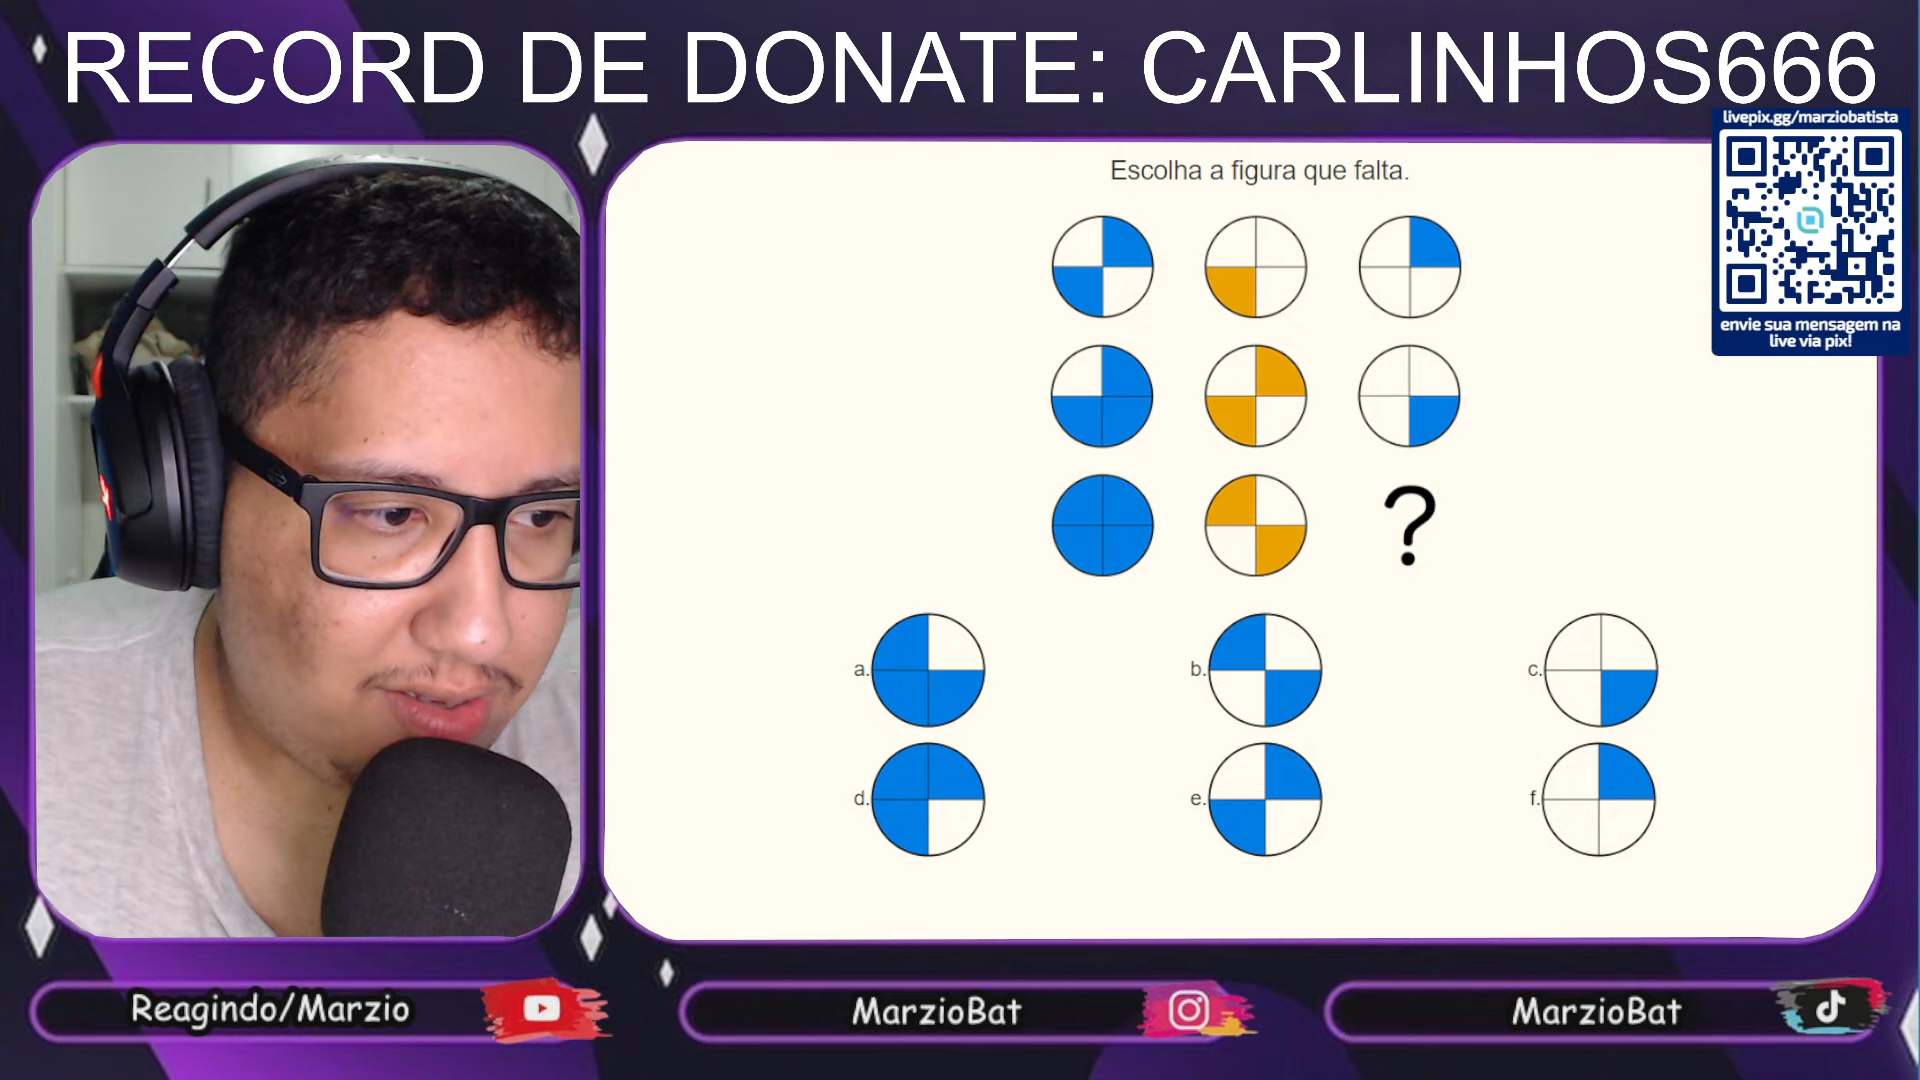 RECORD DE DONATE: CARLINHOS666
livepix.gg/marziobatista
envie sua mensagem na
live via pix!
Escolha a figura que falta.
?
a.
b.
c.
d.
e.
f.
Reagindo/Marzio
MarzioBat
MarzioBat